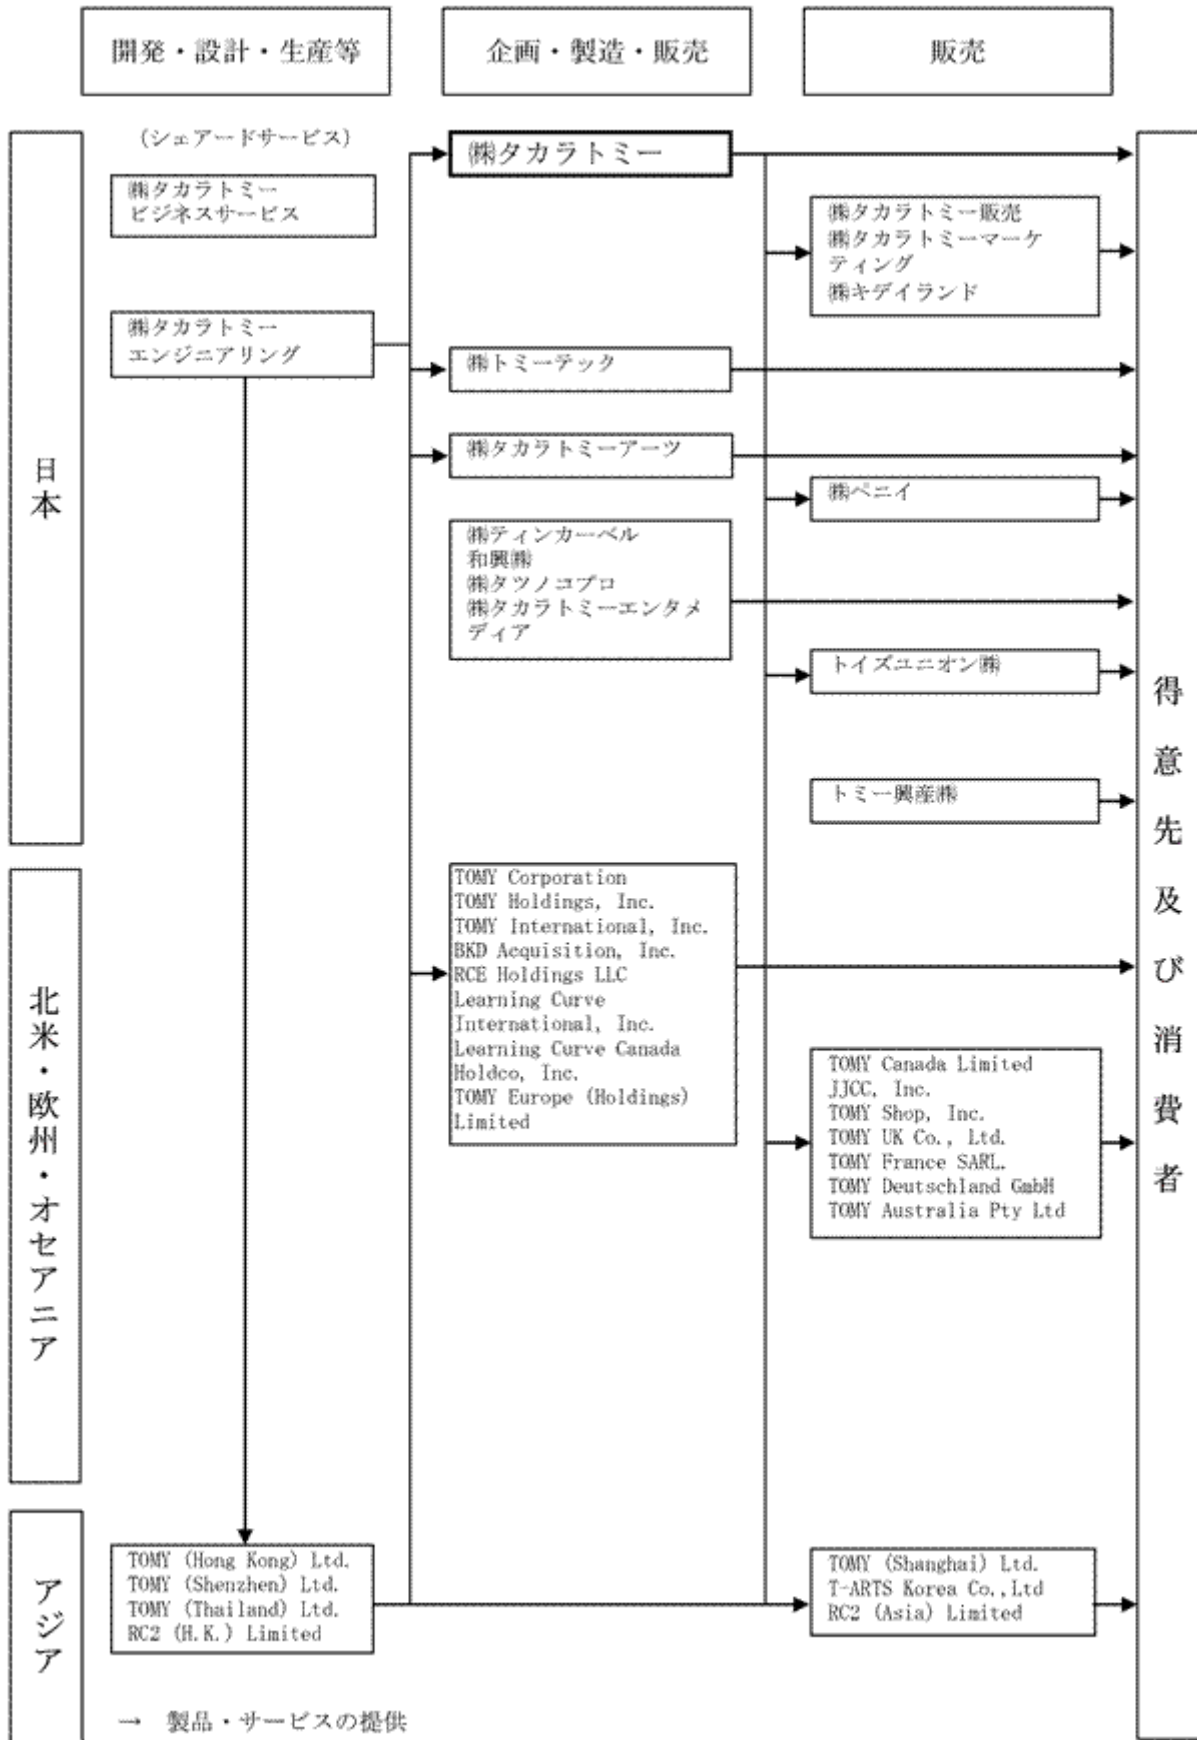 開発・設計・生産等
企画・製造・販売
販売
日本
(シェアードサービス)
㈱タカラトミー
ビジネスサービス
㈱タカラトミー
エンジニアリング
㈱タカラトミー
㈱トミーテック
㈱タカラトミーアーツ
㈱ティンカーベル
和興㈱
㈱タツノコプロ
㈱タカラトミーエンタメ
ディア
㈱タカラトミー販売
㈱タカラトミーマーケ
ティング
㈱キデイランド
㈱ペニイ
トイズユニオン㈱
トミー興産㈱
北米・欧州・オセアニア
TOMY Corporation
TOMY Holdings, Inc.
TOMY International, Inc.
BKD Acquisition, Inc.
RCE Holdings LLC
Learning Curve
International, Inc.
Learning Curve Canada
Holdco, Inc.
TOMY Europe (Holdings)
Limited
TOMY Canada Limited
JJCC, Inc.
TOMY Shop, Inc.
TOMY UK Co., Ltd.
TOMY France SARL.
TOMY Deutschland GmbH
TOMY Australia Pty Ltd
アジア
TOMY (Hong Kong) Ltd.
TOMY (Shenzhen) Ltd.
TOMY (Thailand) Ltd.
RC2 (H.K.) Limited
TOMY (Shanghai) Ltd.
T-ARTS Korea Co.,Ltd
RC2 (Asia) Limited
得意先及び消費者
→ 製品・サービスの提供